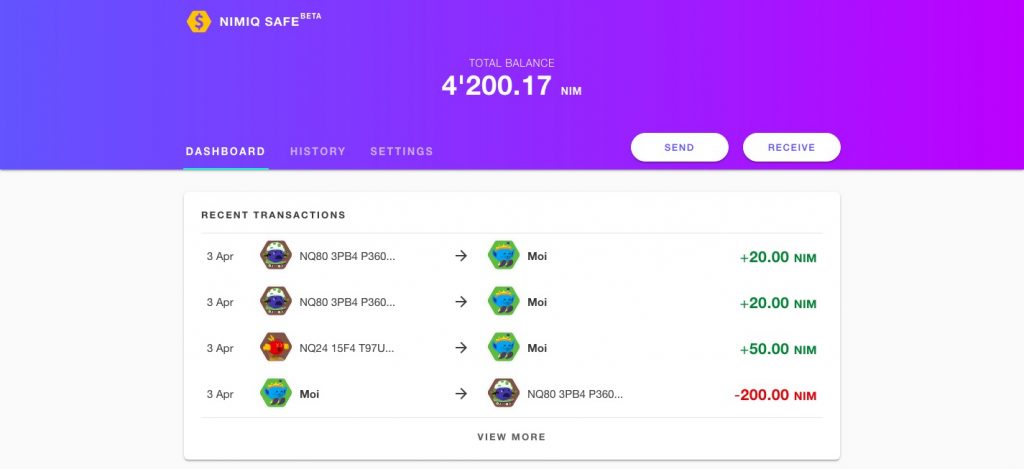 NIMIQ SAFE BETA
TOTAL BALANCE
4'200.17 NIM
DASHBOARD HISTORY SETTINGS SEND RECEIVE
RECENT TRANSACTIONS
3 Apr NQ80 3PB4 P360... → Moi +20.00 NIM
3 Apr NQ80 3PB4 P360... → Moi +20.00 NIM
3 Apr NQ24 15F4 T97U... → Moi +50.00 NIM
3 Apr Moi → NQ80 3PB4 P360... -200.00 NIM
VIEW MORE